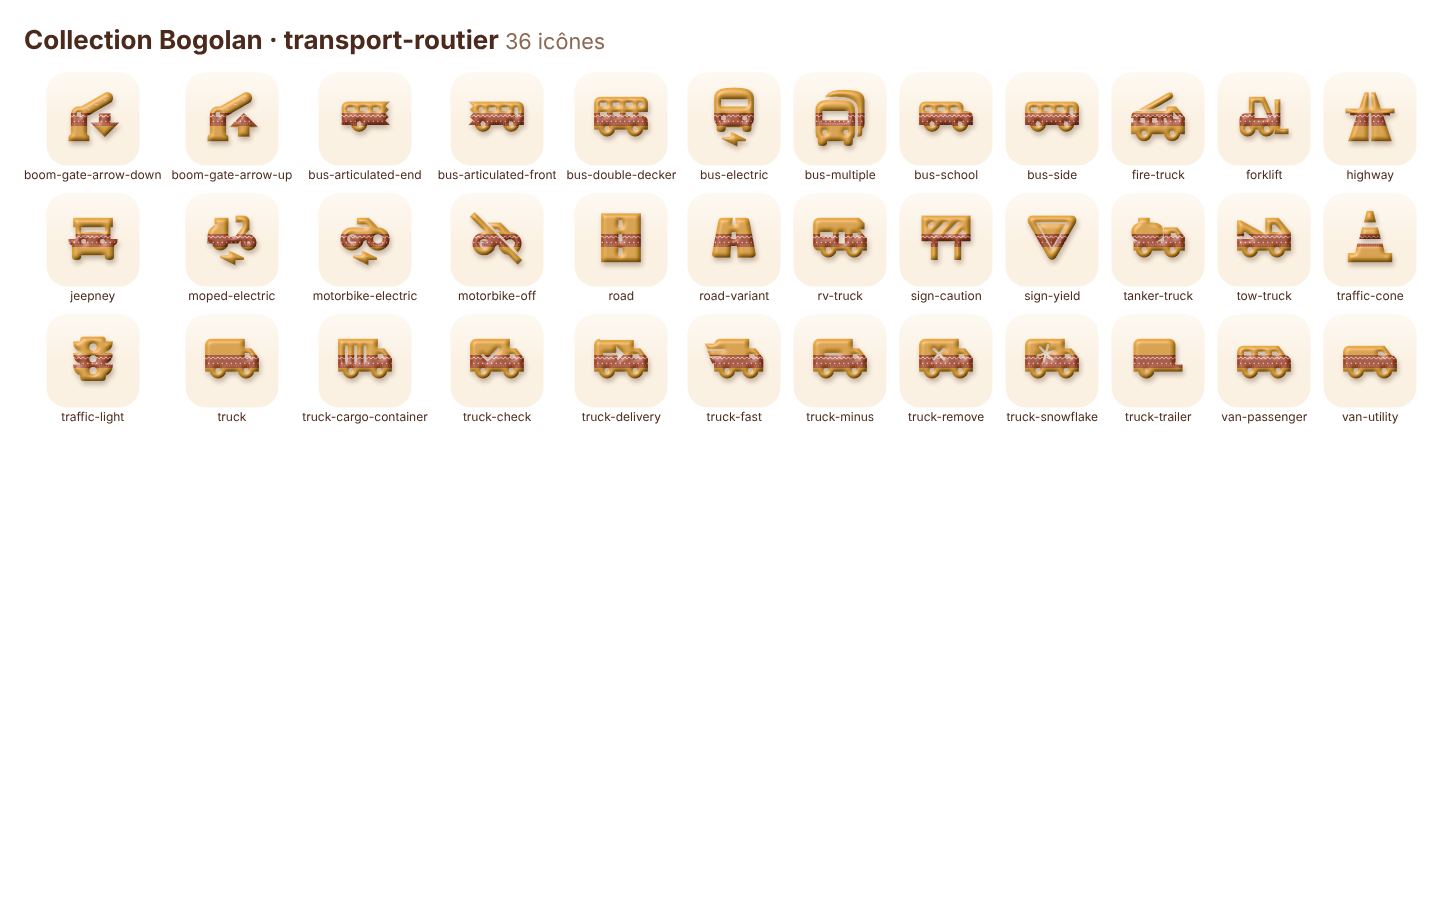 Collection Bogolan · transport-routier 36 icônes
boom-gate-arrow-down boom-gate-arrow-up bus-articulated-end bus-articulated-front bus-double-decker bus-electric bus-multiple bus-school bus-side fire-truck forklift highway
jeepney moped-electric motorbike-electric motorbike-off road road-variant rv-truck sign-caution sign-yield tanker-truck tow-truck traffic-cone
traffic-light truck truck-cargo-container truck-check truck-delivery truck-fast truck-minus truck-remove truck-snowflake truck-trailer van-passenger van-utility